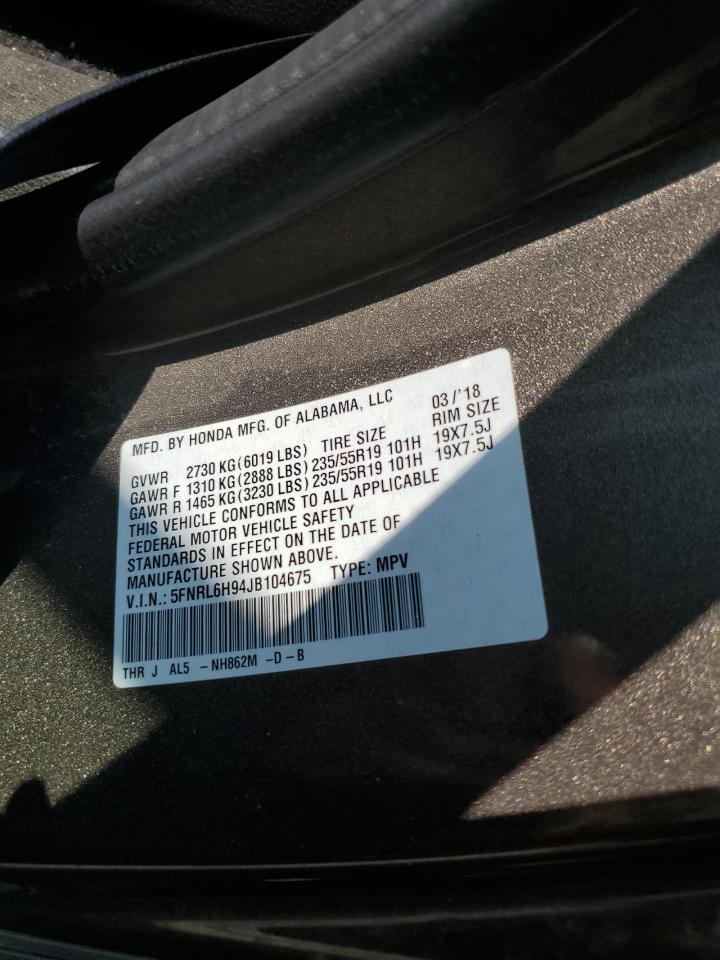 MFD. BY HONDA MFG. OF ALABAMA, LLC 03/'18
GVWR 2730 KG(6019 LBS) TIRE SIZE RIM SIZE
GAWR F 1310 KG(2888 LBS) 235/55R19 101H 19X7.5J
GAWR R 1465 KG(3230 LBS) 235/55R19 101H 19X7.5J
THIS VEHICLE CONFORMS TO ALL APPLICABLE
FEDERAL MOTOR VEHICLE SAFETY
STANDARDS IN EFFECT ON THE DATE OF
MANUFACTURE SHOWN ABOVE.
V.I.N.: 5FNRL6H94JB104675 TYPE: MPV
THR J AL5 -NH862M -D-B